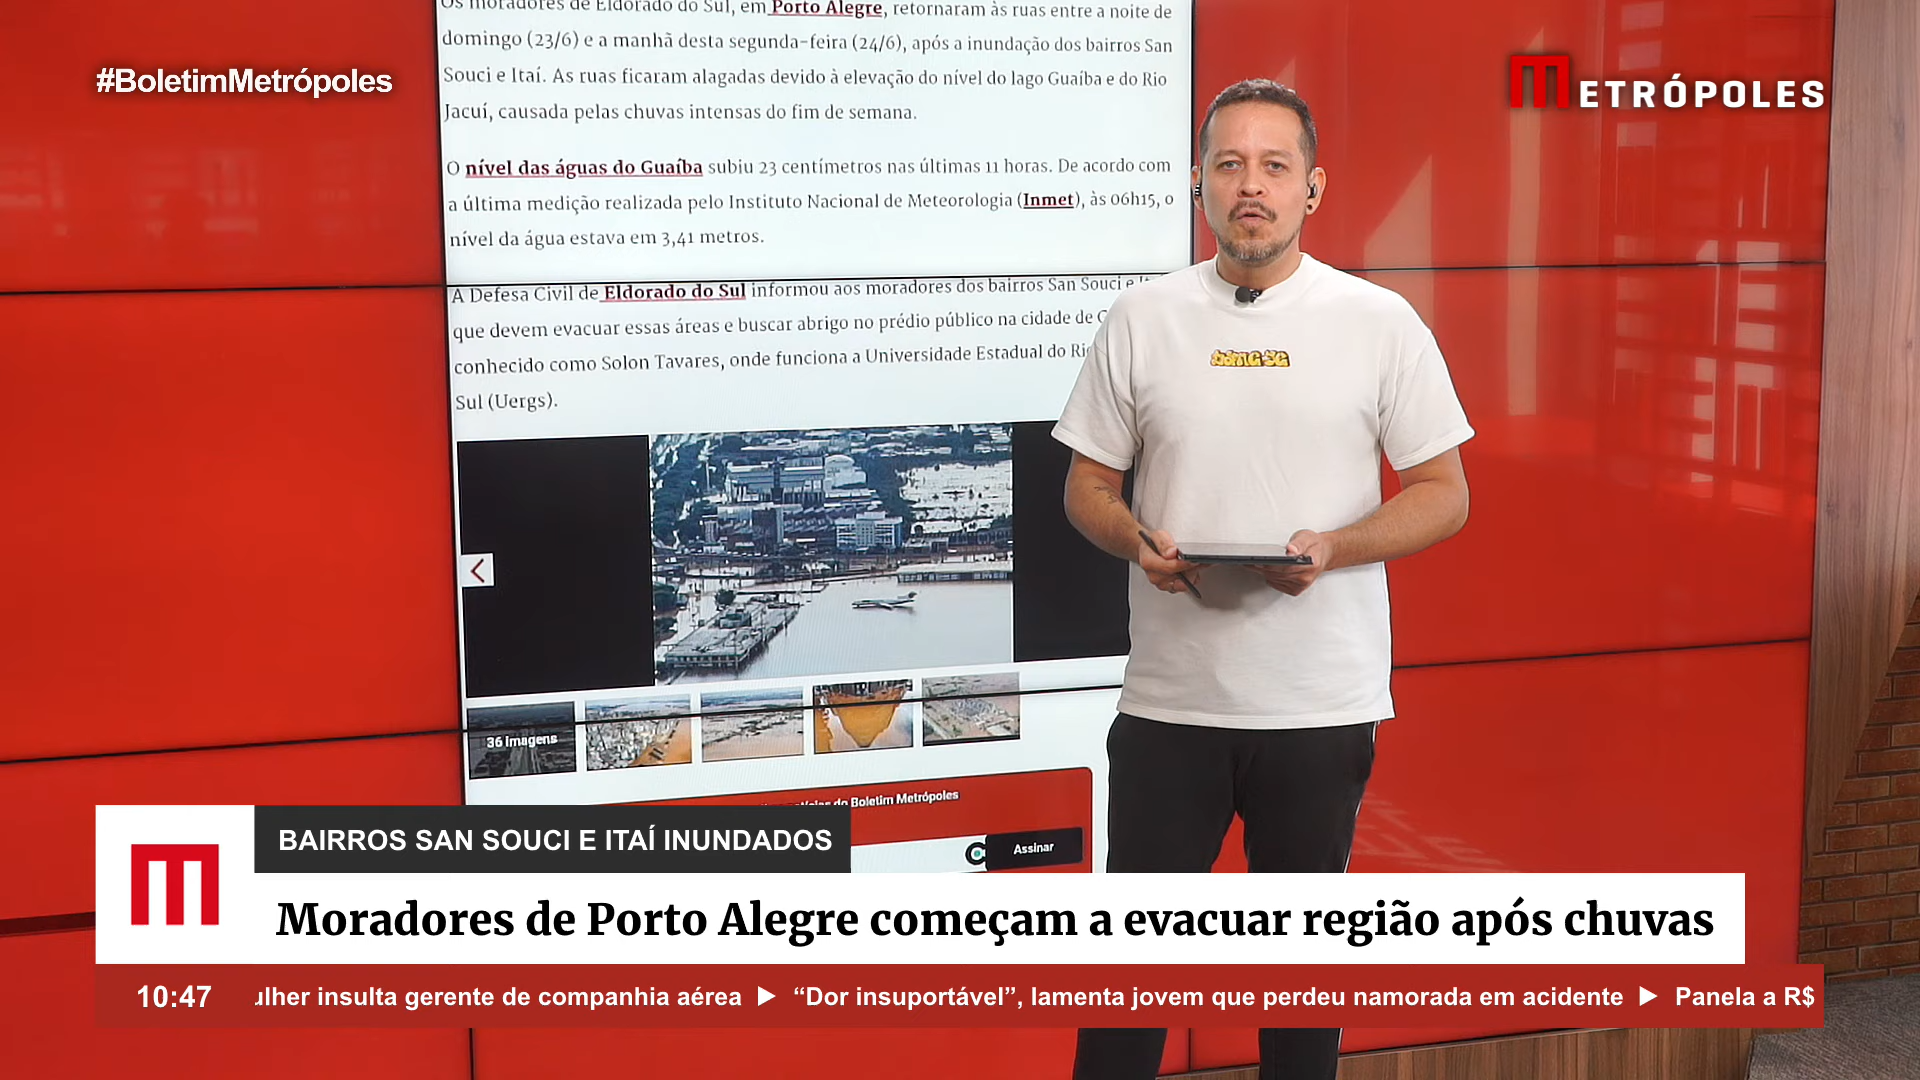 #BoletimMetrópoles
METRÓPOLES
Os moradores de Eldorado do Sul, em Porto Alegre, retornaram às ruas entre a noite de
domingo (23/6) e a manhã desta segunda-feira (24/6), após a inundação dos bairros San
Souci e Itaí. As ruas ficaram alagadas devido à elevação do nível do lago Guaíba e do Rio
Jacuí, causada pelas chuvas intensas do fim de semana.
O nível das águas do Guaíba subiu 23 centímetros nas últimas 11 horas. De acordo com
a última medição realizada pelo Instituto Nacional de Meteorologia (Inmet), às 06h15, o
nível da água estava em 3,41 metros.
A Defesa Civil de Eldorado do Sul informou aos moradores dos bairros San Souci e
que devem evacuar essas áreas e buscar abrigo no prédio público na cidade de
conhecido como Solon Tavares, onde funciona a Universidade Estadual do
Sul (Uergs).
36 Imagens
do Boletim Metrópoles
Assinar
BAIRROS SAN SOUCI E ITAÍ INUNDADOS
Moradores de Porto Alegre começam a evacuar região após chuvas
10:47
ulher insulta gerente de companhia aérea ▶ “Dor insuportável”, lamenta jovem que perdeu namorada em acidente ▶ Panela a R$